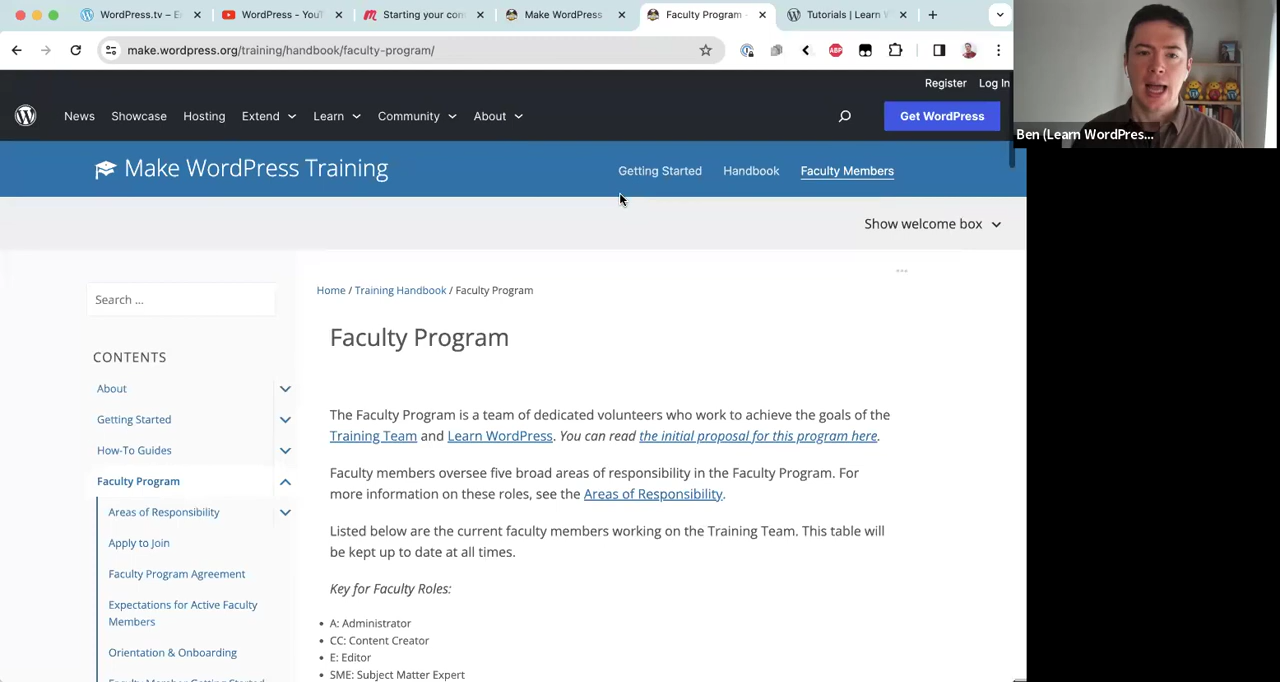 WordPress.tv – E
WordPress - YouT
Starting your con
Make WordPress
Faculty Program -
Tutorials | Learn W
make.wordpress.org/training/handbook/faculty-program/
ABP
Register Log In
News Showcase Hosting Extend Learn Community About Get WordPress
Ben (Learn WordPres...
Make WordPress Training
Getting Started Handbook Faculty Members
Show welcome box
Search ...
Home / Training Handbook / Faculty Program
Faculty Program
CONTENTS
About
Getting Started
How-To Guides
Faculty Program
Areas of Responsibility
Apply to Join
Faculty Program Agreement
Expectations for Active Faculty
Members
Orientation & Onboarding
Faculty Member Getting Started
The Faculty Program is a team of dedicated volunteers who work to achieve the goals of the
Training Team and Learn WordPress. You can read the initial proposal for this program here.
Faculty members oversee five broad areas of responsibility in the Faculty Program. For
more information on these roles, see the Areas of Responsibility.
Listed below are the current faculty members working on the Training Team. This table will
be kept up to date at all times.
Key for Faculty Roles:
A: Administrator
CC: Content Creator
E: Editor
SME: Subject Matter Expert